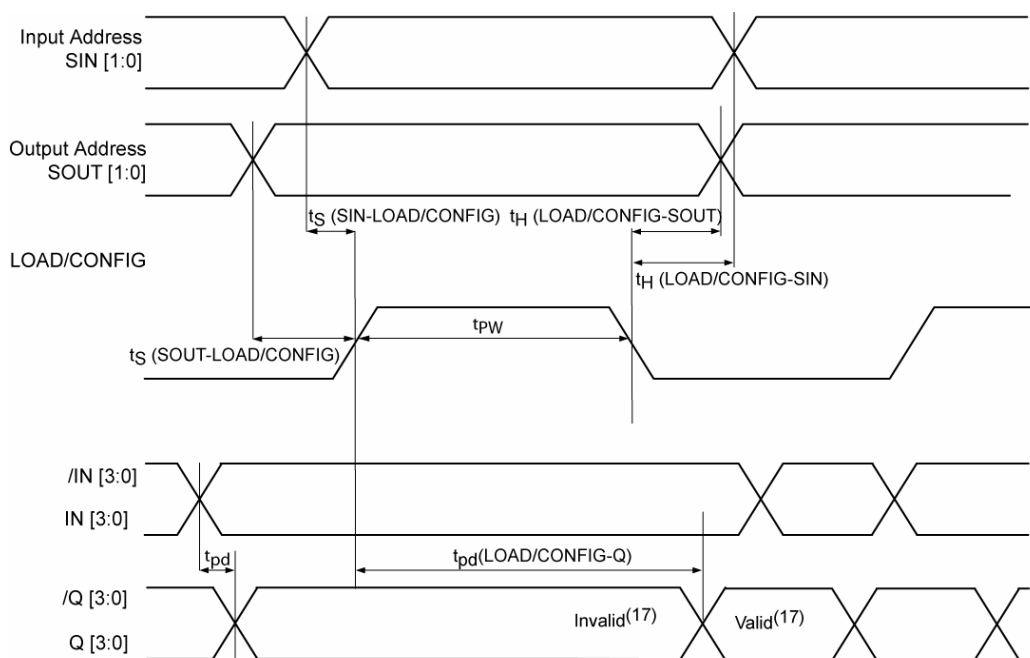 Input Address
SIN [1:0]
Output Address
SOUT [1:0]
tS (SIN-LOAD/CONFIG) tH (LOAD/CONFIG-SOUT)
LOAD/CONFIG
tH (LOAD/CONFIG-SIN)
tPW
tS (SOUT-LOAD/CONFIG)
/IN [3:0]
IN [3:0]
tpd
tpd(LOAD/CONFIG-Q)
/Q [3:0]
Invalid(17) Valid(17)
Q [3:0]